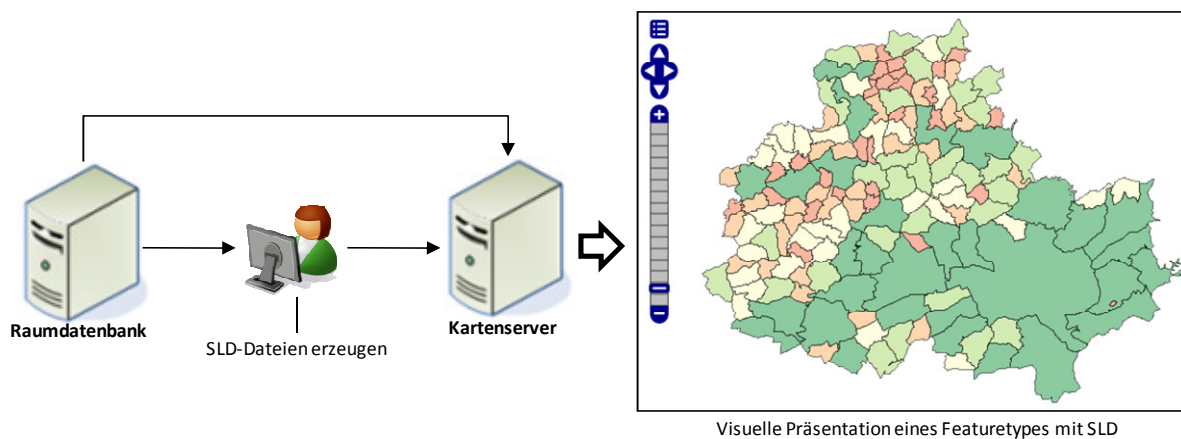 Raumdatenbank
SLD-Dateien erzeugen
Kartenserver
Visuelle Präsentation eines Featuretypes mit SLD